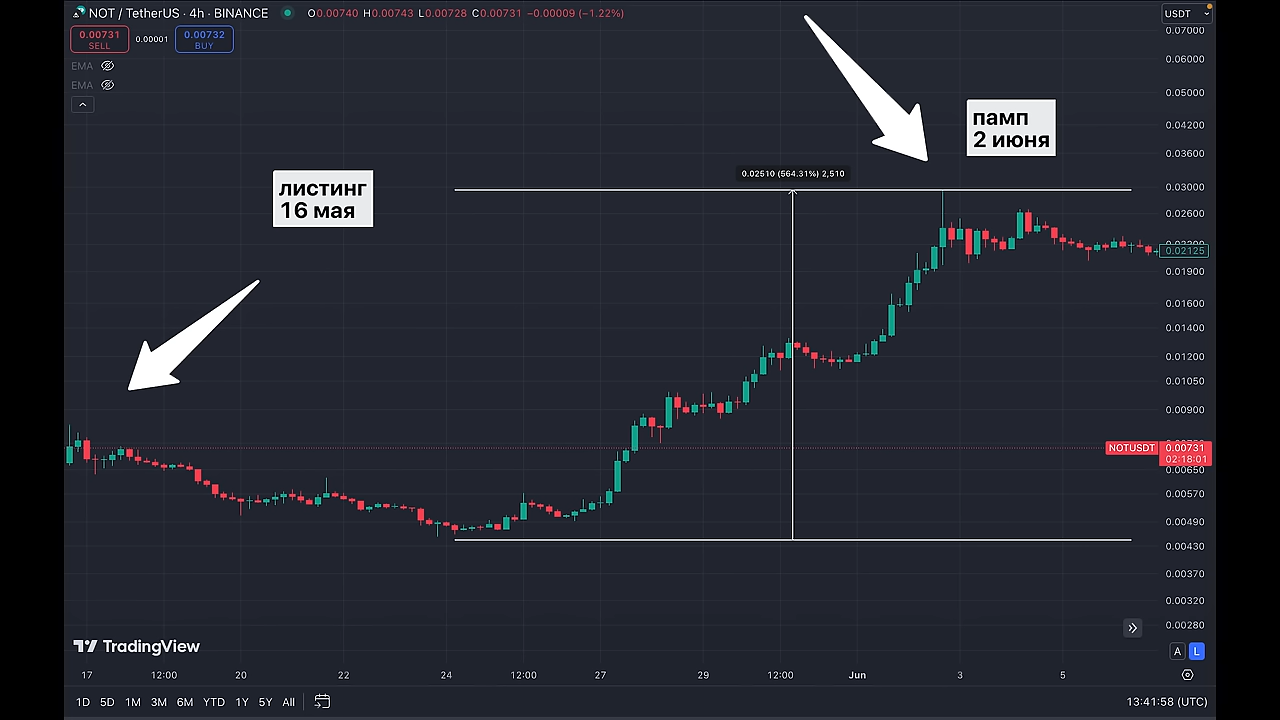 NOT / TetherUS · 4h · BINANCE O0.00740 H0.00743 L0.00728 C0.00731 −0.00009 (−1.22%)
USDT
0.00731
SELL
0.00001
0.00732
BUY
EMA
EMA
листинг
16 мая
памп
2 июня
0.02510 (564.31%) 2,510
0.07000
0.06000
0.05000
0.04200
0.03600
0.03000
0.02600
0.02125
0.01900
0.01600
0.01400
0.01200
0.01050
0.00900
NOTUSDT 0.00731
02:18:01
0.00650
0.00570
0.00490
0.00430
0.00370
0.00320
0.00280
TradingView
A L
17 12:00 20 22 24 12:00 27 29 12:00 Jun 3 5
1D 5D 1M 3M 6M YTD 1Y 5Y All
13:41:58 (UTC)